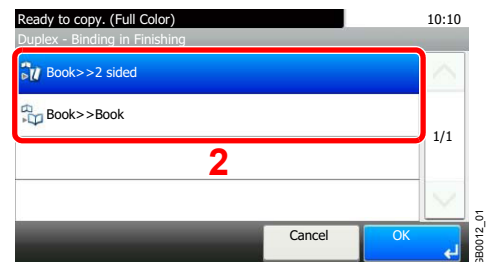 Ready to copy. (Full Color) 10:10
Duplex - Binding in Finishing
Book>>2 sided
Book>>Book
1/1
2
Cancel OK
GB0012_01